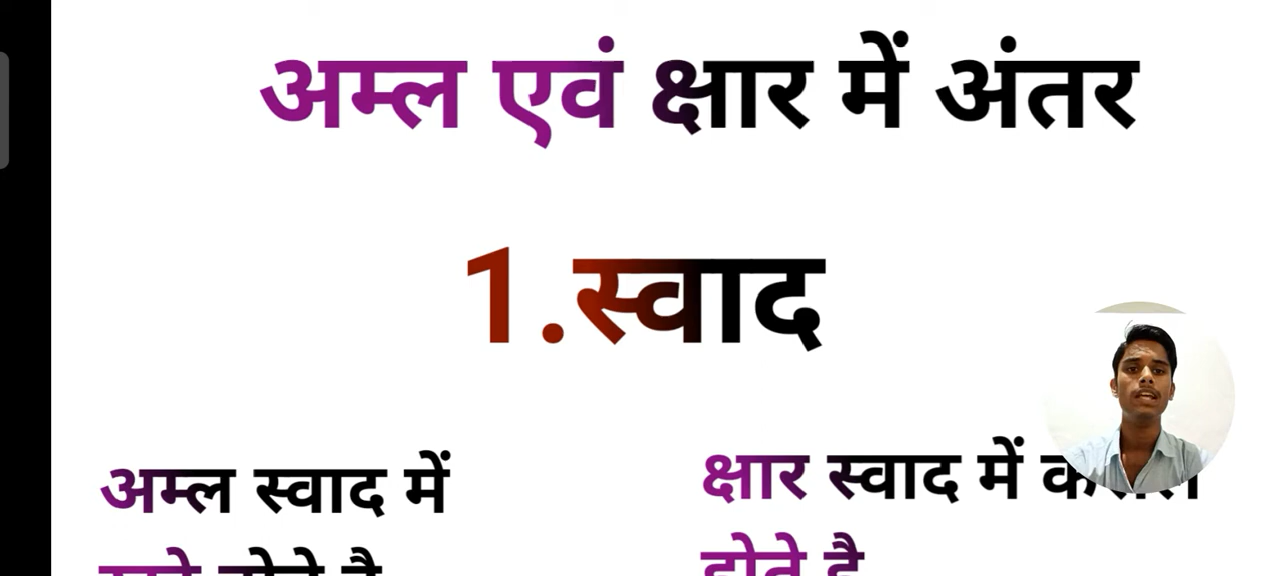 अम्ल एवं क्षार में अंतर
1.स्वाद
अम्ल स्वाद में
क्षार स्वाद में
होते है